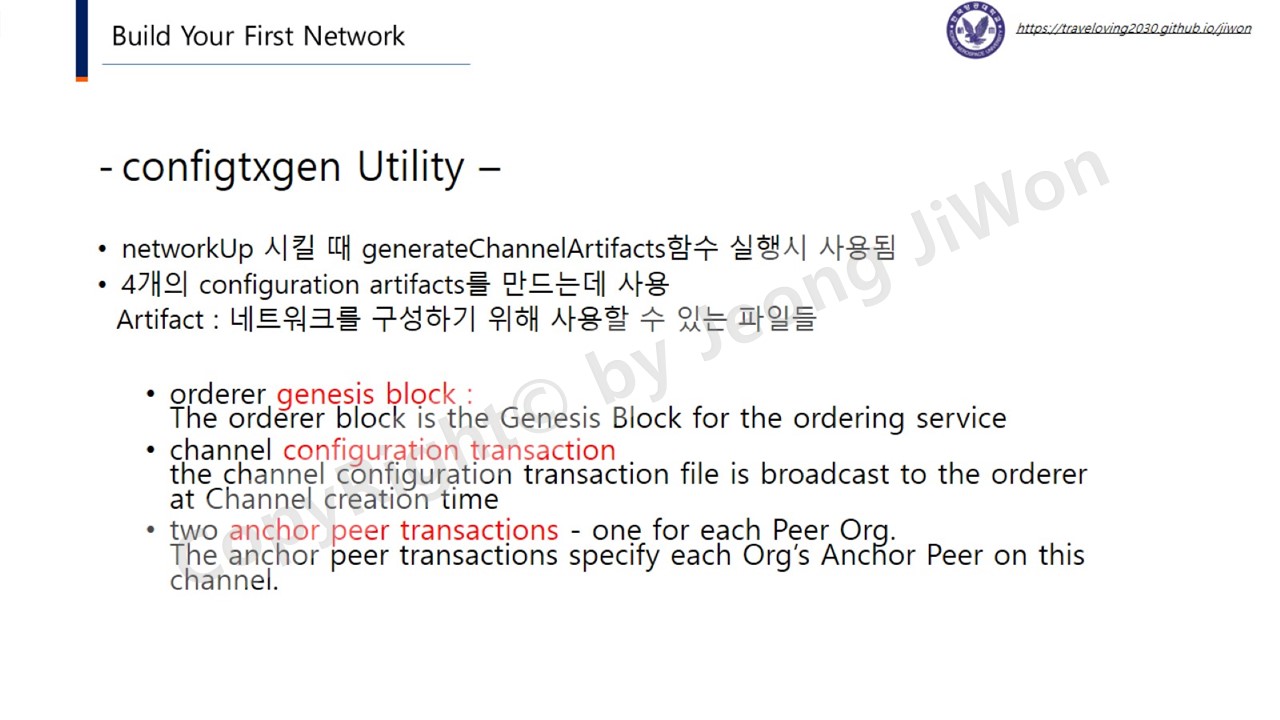 Build Your First Network
https://traveloving2030.github.io/jiwon
- configtxgen Utility –
• networkUp 시킬 때 generateChannelArtifacts함수 실행시 사용됨
• 4개의 configuration artifacts를 만드는데 사용
Artifact : 네트워크를 구성하기 위해 사용할 수 있는 파일들
• orderer genesis block :
The orderer block is the Genesis Block for the ordering service
• channel configuration transaction
the channel configuration transaction file is broadcast to the orderer
at Channel creation time
• two anchor peer transactions - one for each Peer Org.
The anchor peer transactions specify each Org’s Anchor Peer on this
channel.
CopyRight© by Jeong JiWon